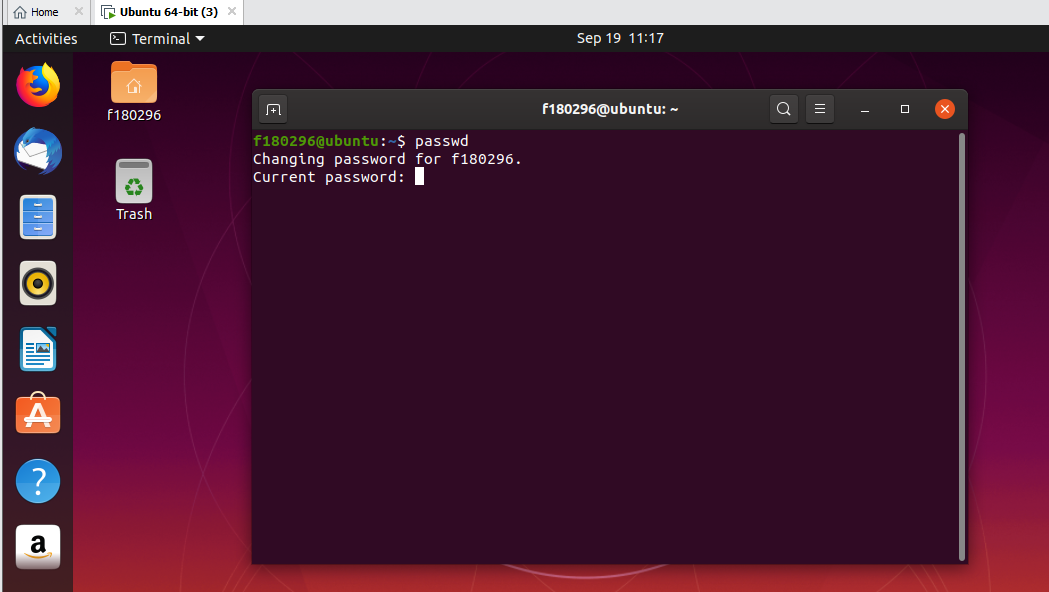 Home
Ubuntu 64-bit (3)
Activities
Terminal
Sep 19 11:17
f180296
Trash
f180296@ubuntu: ~
f180296@ubuntu:~$ passwd
Changing password for f180296.
Current password: